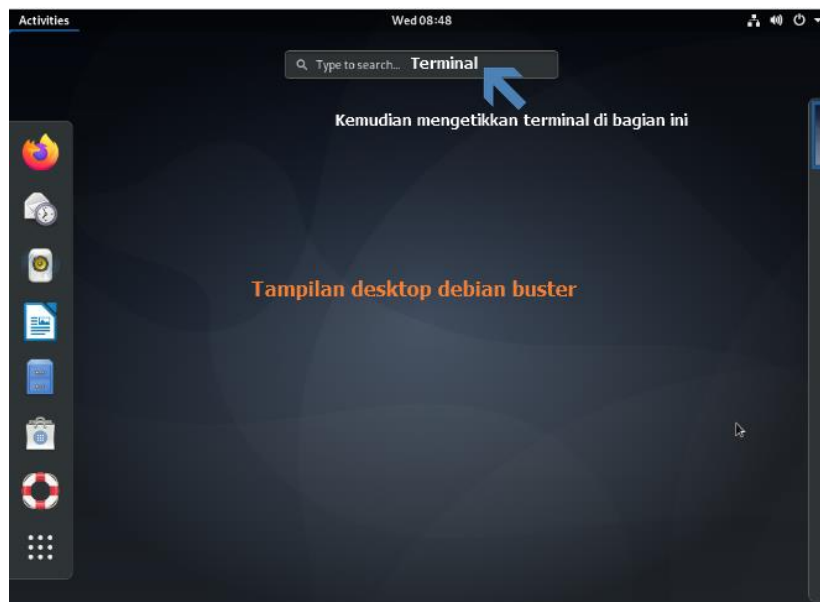 Activities Wed 08:48
Type to search... Terminal
Kemudian mengetikkan terminal di bagian ini
Tampilan desktop debian buster